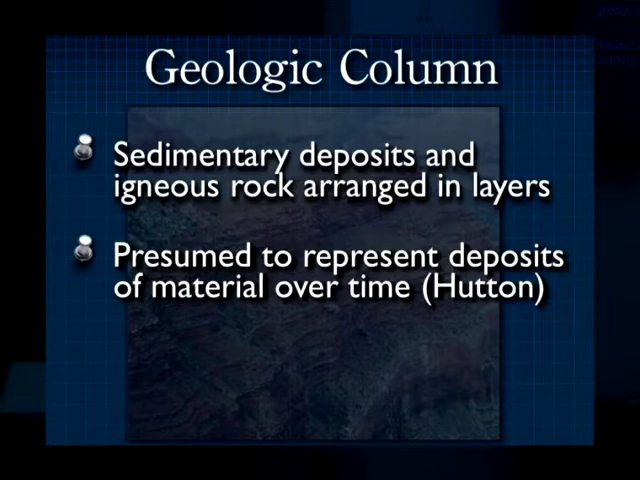 Geologic Column
Sedimentary deposits and
igneous rock arranged in layers
Presumed to represent deposits
of material over time (Hutton)